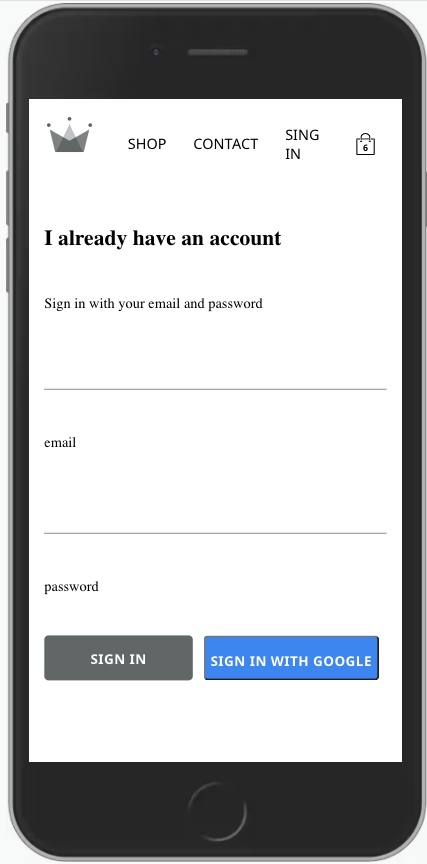 SHOP CONTACT SING IN 6
I already have an account
Sign in with your email and password
email
password
SIGN IN SIGN IN WITH GOOGLE